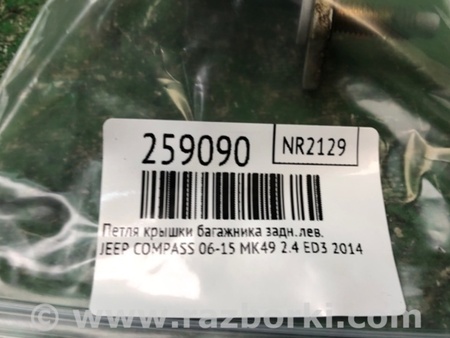 259090
NR2129
Петля крышки багажника задн.лев.
JEEP COMPASS 06-15 MK49 2.4 ED3 2014
www.razborki.com